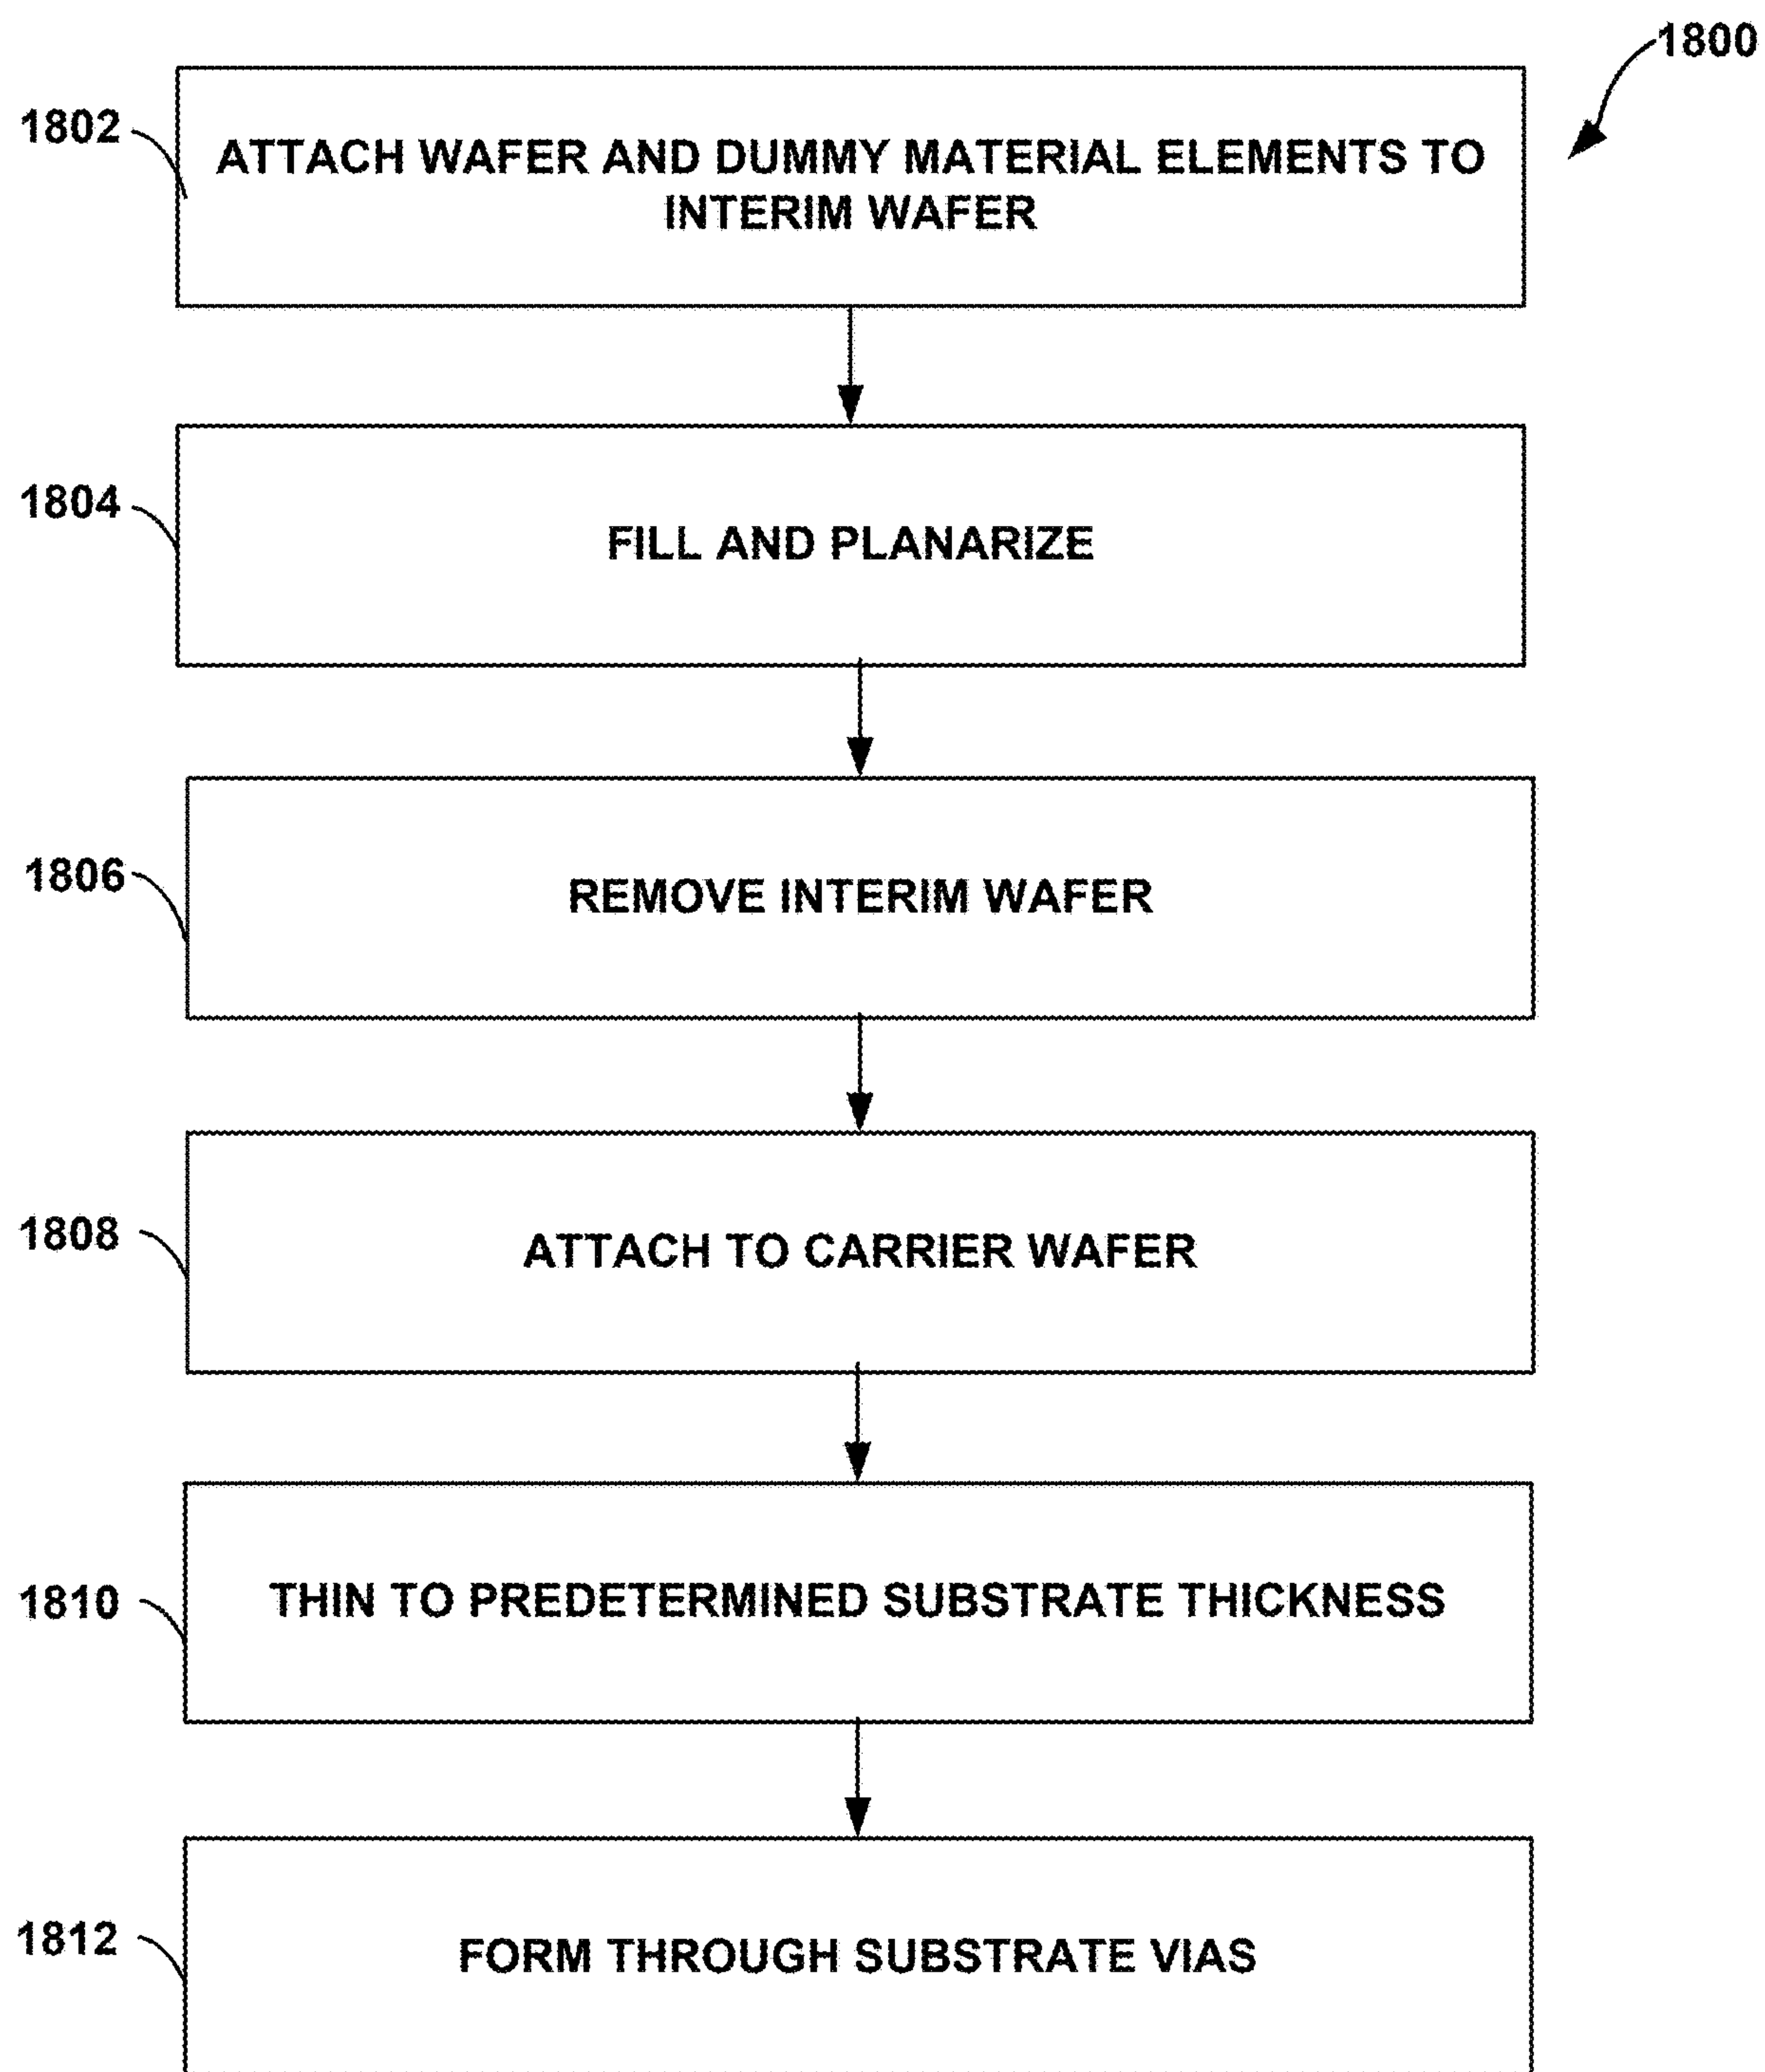 1800
1802
ATTACH WAFER AND DUMMY MATERIAL ELEMENTS TO
INTERIM WAFER
1804
FILL AND PLANARIZE
1806
REMOVE INTERIM WAFER
1808
ATTACH TO CARRIER WAFER
1810
THIN TO PREDETERMINED SUBSTRATE THICKNESS
1812
FORM THROUGH SUBSTRATE VIAS